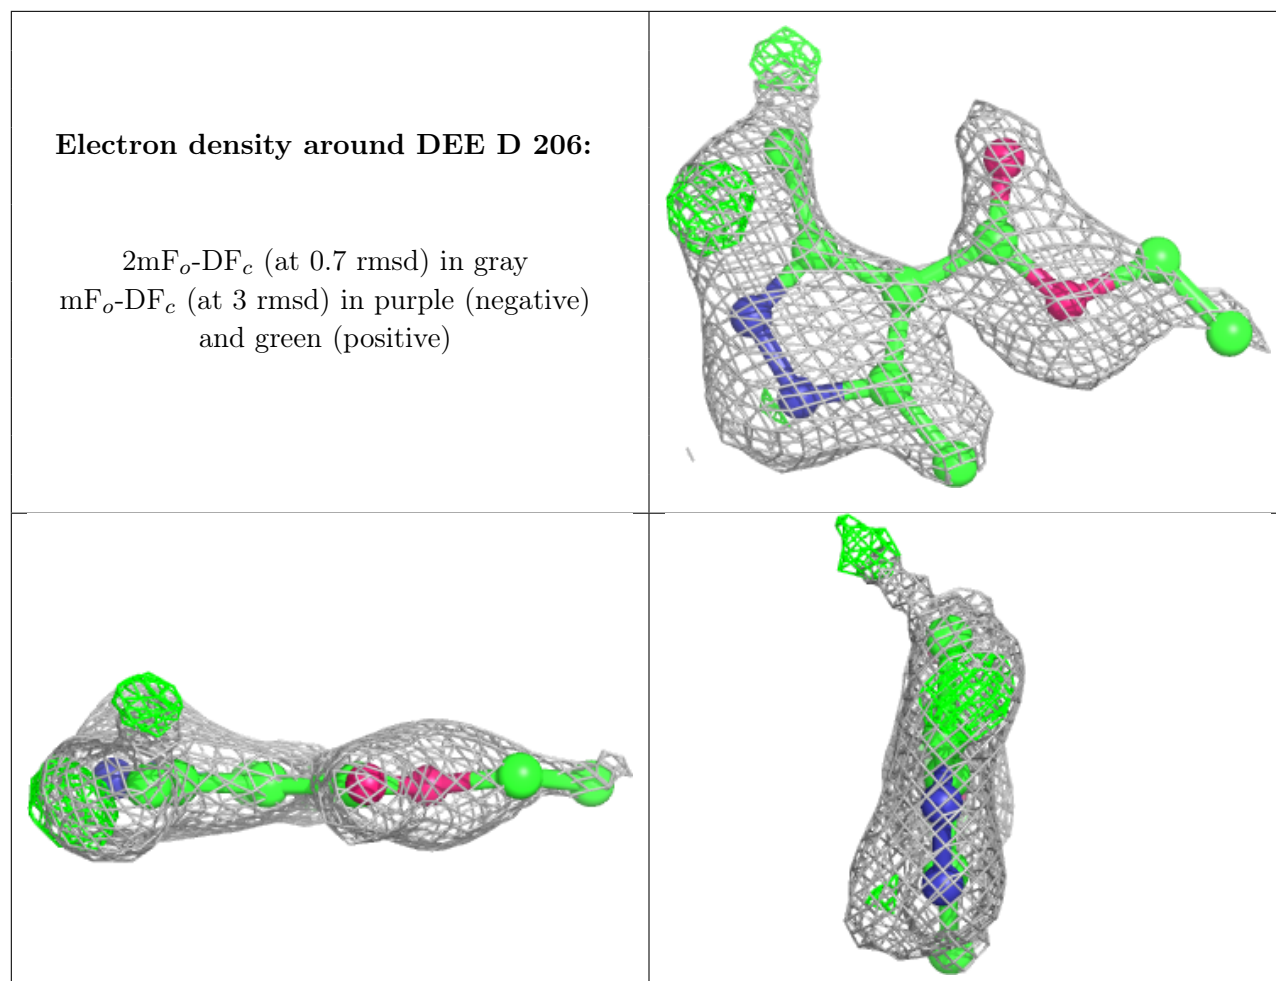 Electron density around DEE D 206:
2mFo-DFc (at 0.7 rmsd) in gray
mFo-DFc (at 3 rmsd) in purple (negative)
and green (positive)